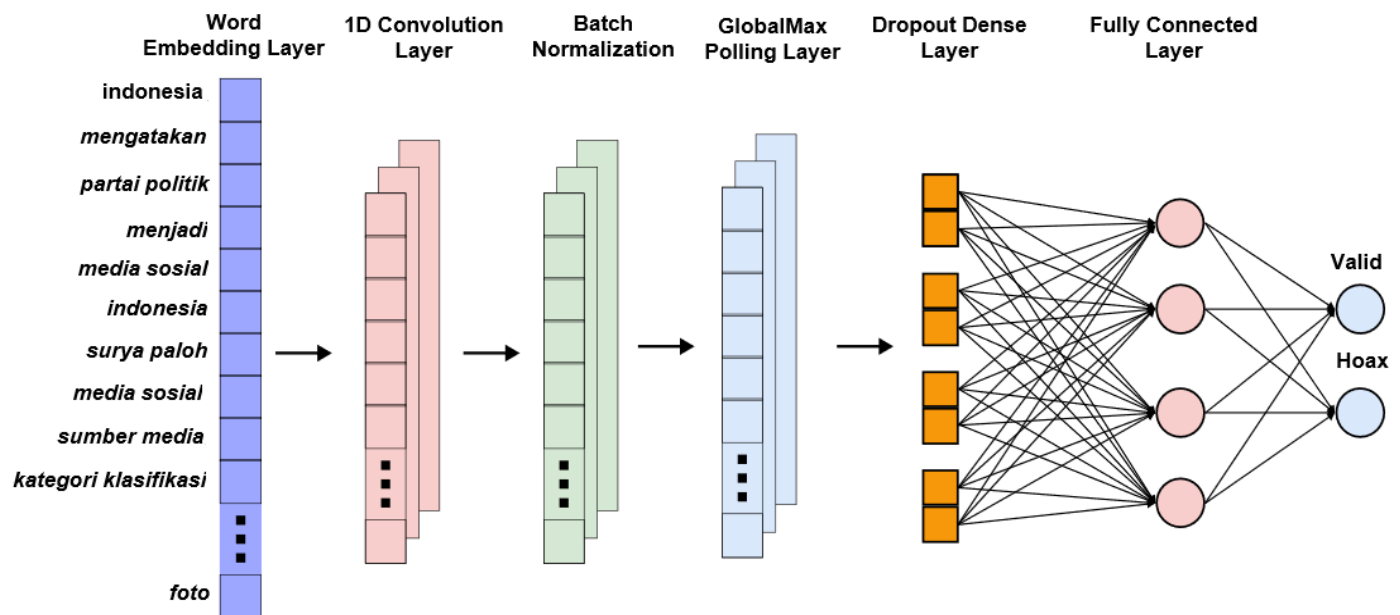 Word
Embedding Layer
1D Convolution
Layer
Batch
Normalization
GlobalMax
Polling Layer
Dropout Dense
Layer
Fully Connected
Layer
indonesia
mengatakan
partai politik
menjadi
media sosial
indonesia
surya paloh
media sosial
sumber media
kategori klasifikasi
foto
Valid
Hoax